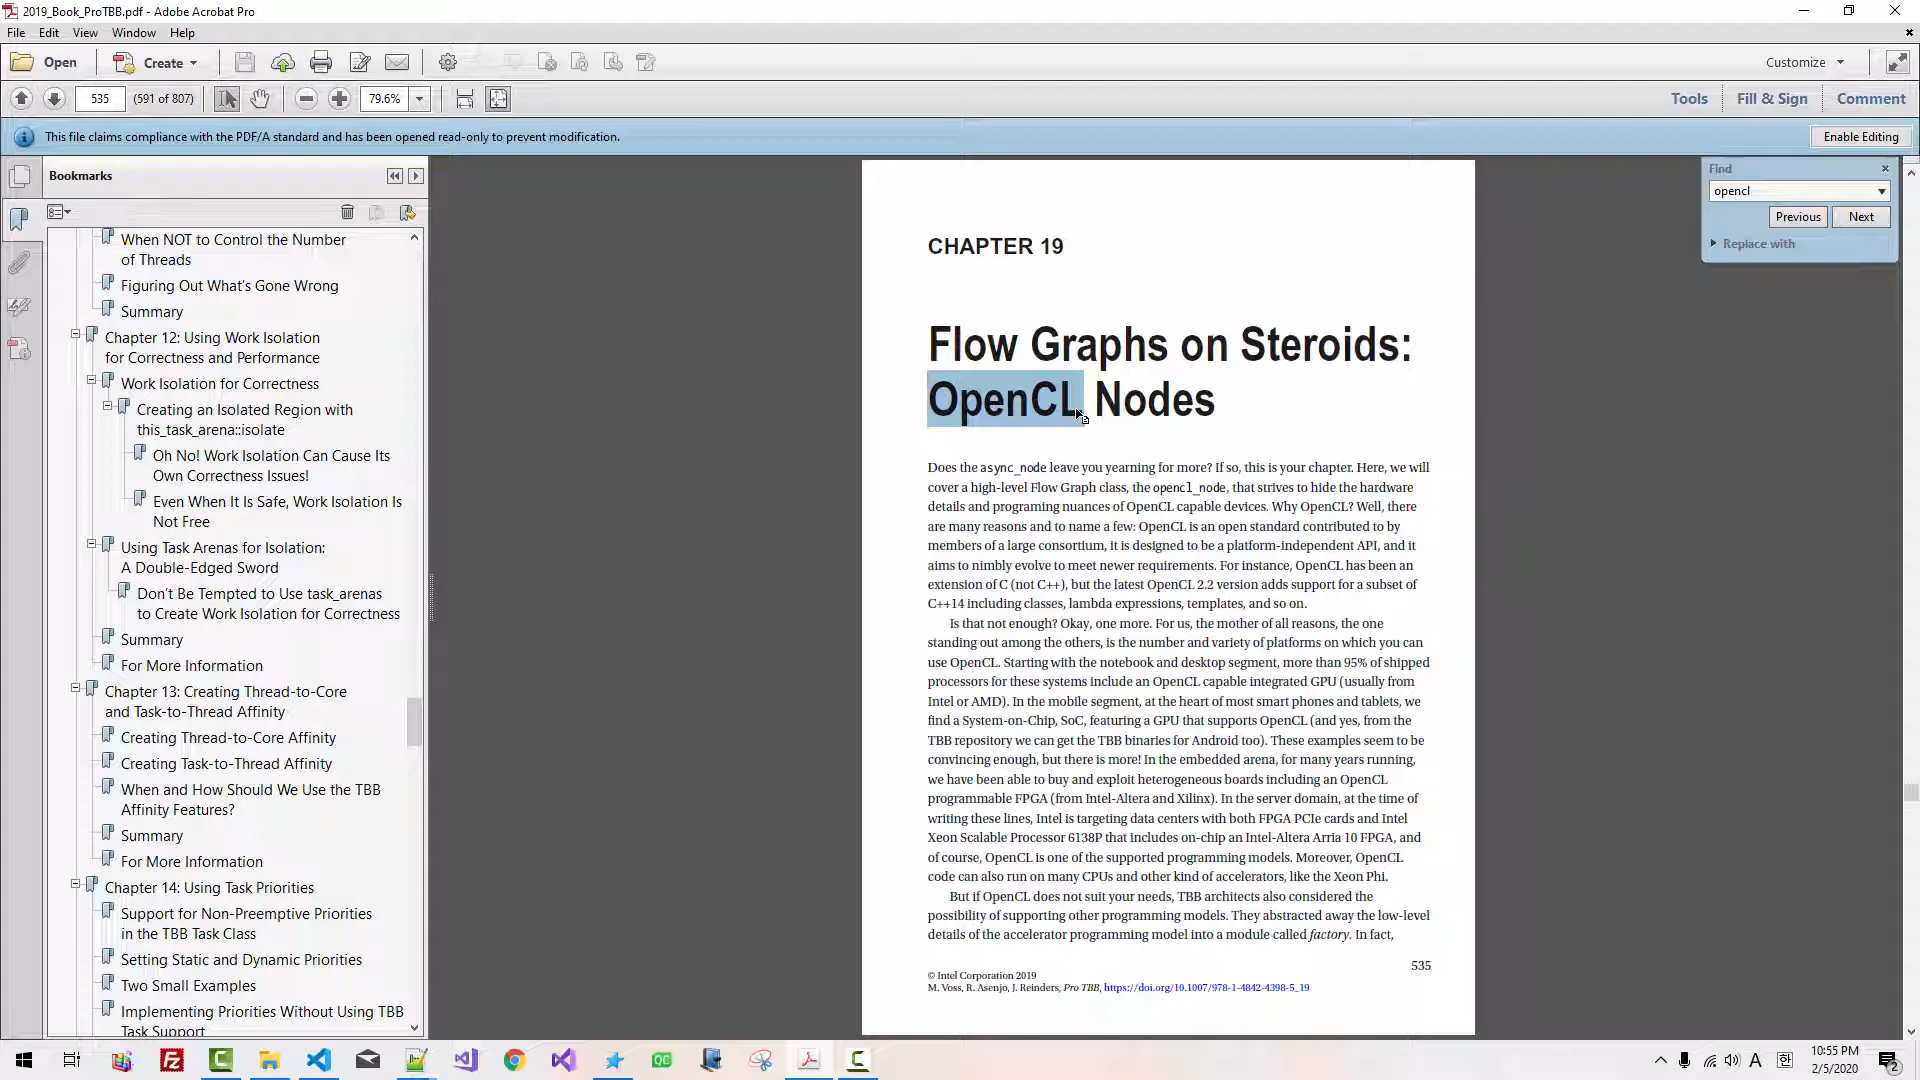 2019_Book_ProTBB.pdf - Adobe Acrobat Pro
File Edit View Window Help
Open Create Customize
535 (591 of 807) 79.6% Tools Fill & Sign Comment
This file claims compliance with the PDF/A standard and has been opened read-only to prevent modification. Enable Editing
Bookmarks
When NOT to Control the Number
of Threads
Figuring Out What's Gone Wrong
Summary
Chapter 12: Using Work Isolation
for Correctness and Performance
Work Isolation for Correctness
Creating an Isolated Region with
this_task_arena::isolate
Oh No! Work Isolation Can Cause Its
Own Correctness Issues!
Even When It Is Safe, Work Isolation Is
Not Free
Using Task Arenas for Isolation:
A Double-Edged Sword
Don't Be Tempted to Use task_arenas
to Create Work Isolation for Correctness
Summary
For More Information
Chapter 13: Creating Thread-to-Core
and Task-to-Thread Affinity
Creating Thread-to-Core Affinity
Creating Task-to-Thread Affinity
When and How Should We Use the TBB
Affinity Features?
Summary
For More Information
Chapter 14: Using Task Priorities
Support for Non-Preemptive Priorities
in the TBB Task Class
Setting Static and Dynamic Priorities
Two Small Examples
Implementing Priorities Without Using TBB
Task Support
CHAPTER 19
Flow Graphs on Steroids:
OpenCL Nodes
Does the async_node leave you yearning for more? If so, this is your chapter. Here, we will
cover a high-level Flow Graph class, the opencl_node, that strives to hide the hardware
details and programing nuances of OpenCL capable devices. Why OpenCL? Well, there
are many reasons and to name a few: OpenCL is an open standard contributed to by
members of a large consortium, it is designed to be a platform-independent API, and it
aims to nimbly evolve to meet newer requirements. For instance, OpenCL has been an
extension of C (not C++), but the latest OpenCL 2.2 version adds support for a subset of
C++14 including classes, lambda expressions, templates, and so on.
Is that not enough? Okay, one more. For us, the mother of all reasons, the one
standing out among the others, is the number and variety of platforms on which you can
use OpenCL. Starting with the notebook and desktop segment, more than 95% of shipped
processors for these systems include an OpenCL capable integrated GPU (usually from
Intel or AMD). In the mobile segment, at the heart of most smart phones and tablets, we
find a System-on-Chip, SoC, featuring a GPU that supports OpenCL (and yes, from the
TBB repository we can get the TBB binaries for Android too). These examples seem to be
convincing enough, but there is more! In the embedded arena, for many years running,
we have been able to buy and exploit heterogeneous boards including an OpenCL
programmable FPGA (from Intel-Altera and Xilinx). In the server domain, at the time of
writing these lines, Intel is targeting data centers with both FPGA PCIe cards and Intel
Xeon Scalable Processor 6138P that includes on-chip an Intel-Altera Arria 10 FPGA, and
of course, OpenCL is one of the supported programming models. Moreover, OpenCL
code can also run on many CPUs and other kind of accelerators, like the Xeon Phi.
But if OpenCL does not suit your needs, TBB architects also considered the
possibility of supporting other programming models. They abstracted away the low-level
details of the accelerator programming model into a module called factory. In fact,
535
© Intel Corporation 2019
M. Voss, R. Asenjo, J. Reinders, Pro TBB, https://doi.org/10.1007/978-1-4842-4398-5_19
Find
opencl
Previous Next
Replace with
A 한
10:55 PM
2/5/2020
2